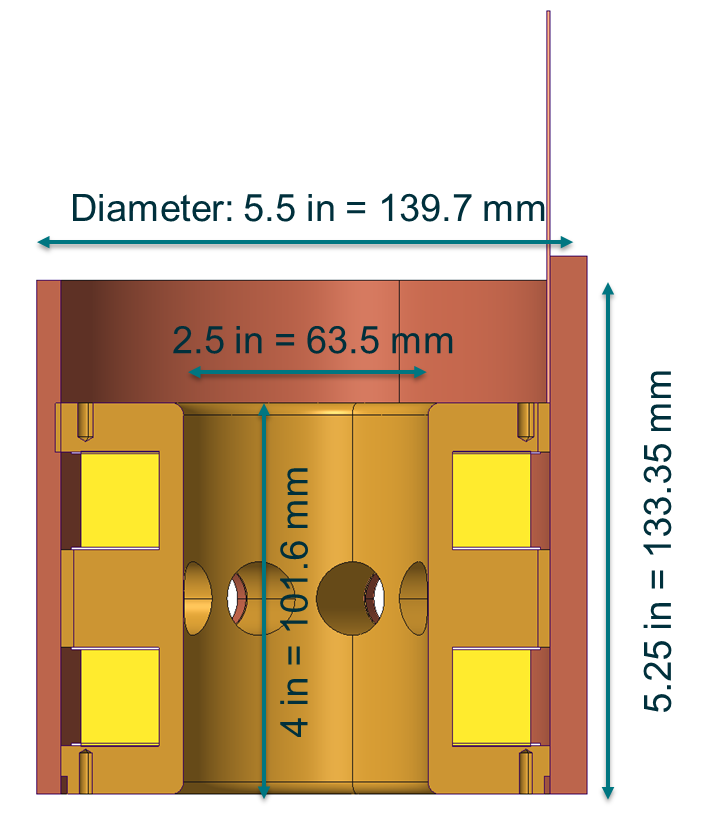 Diameter: 5.5 in = 139.7 mm
2.5 in = 63.5 mm
4 in = 101.6 mm
5.25 in = 133.35 mm